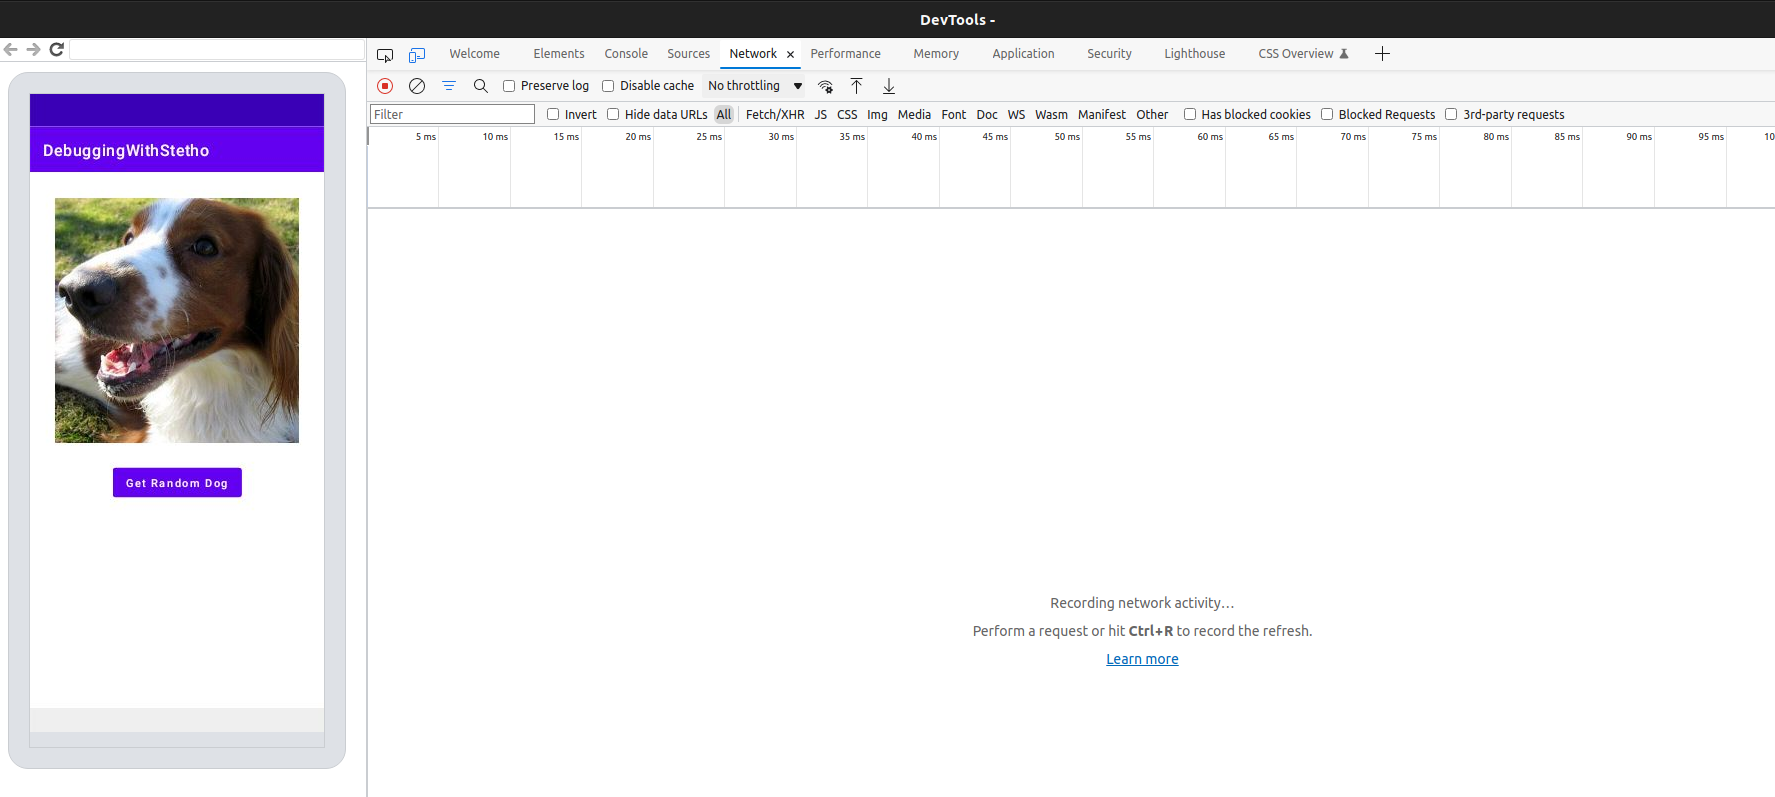 DevTools -
Welcome Elements Console Sources Network Performance Memory Application Security Lighthouse CSS Overview
Preserve log Disable cache No throttling
Filter Invert Hide data URLs All Fetch/XHR JS CSS Img Media Font Doc WS Wasm Manifest Other Has blocked cookies Blocked Requests 3rd-party requests
5 ms 10 ms 15 ms 20 ms 25 ms 30 ms 35 ms 40 ms 45 ms 50 ms 55 ms 60 ms 65 ms 70 ms 75 ms 80 ms 85 ms 90 ms 95 ms 10
DebuggingWithStetho
Get Random Dog
Recording network activity…
Perform a request or hit Ctrl+R to record the refresh.
Learn more